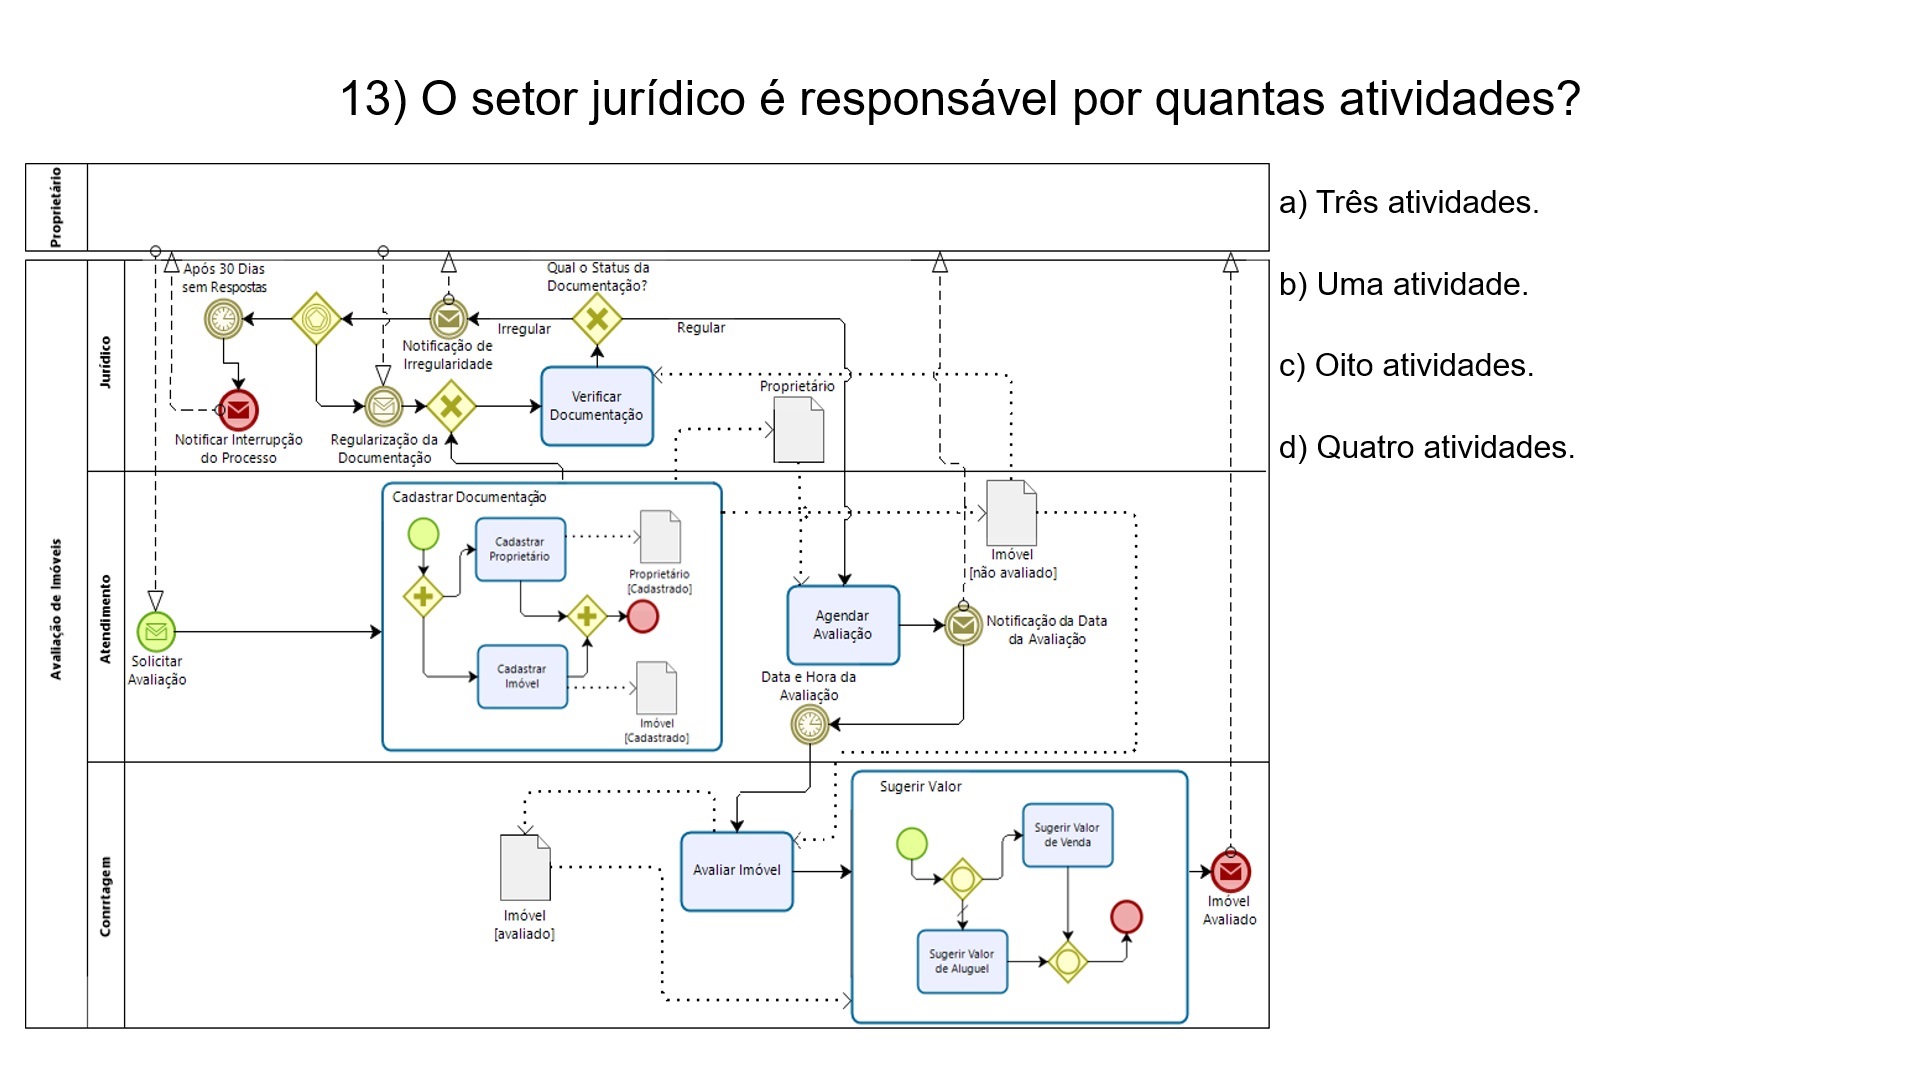 13) O setor jurídico é responsável por quantas atividades?
a) Três atividades.
b) Uma atividade.
c) Oito atividades.
d) Quatro atividades.
Proprietário
Avaliação de Imóveis
Jurídico
Após 30 Dias
sem Respostas
Qual o Status da
Documentação?
Irregular
Regular
Notificação de
Irregularidade
Verificar
Documentação
Proprietário
Notificar Interrupção
do Processo
Regularização da
Documentação
Atendimento
Solicitar
Avaliação
Cadastrar Documentação
Cadastrar
Proprietário
Proprietário
[Cadastrado]
Cadastrar
Imóvel
Imóvel
[Cadastrado]
Imóvel
[não avaliado]
Agendar
Avaliação
Notificação da Data
da Avaliação
Data e Hora da
Avaliação
Conrtagem
Imóvel
[avaliado]
Avaliar Imóvel
Sugerir Valor
Sugerir Valor
de Venda
Sugerir Valor
de Aluguel
Imóvel
Avaliado